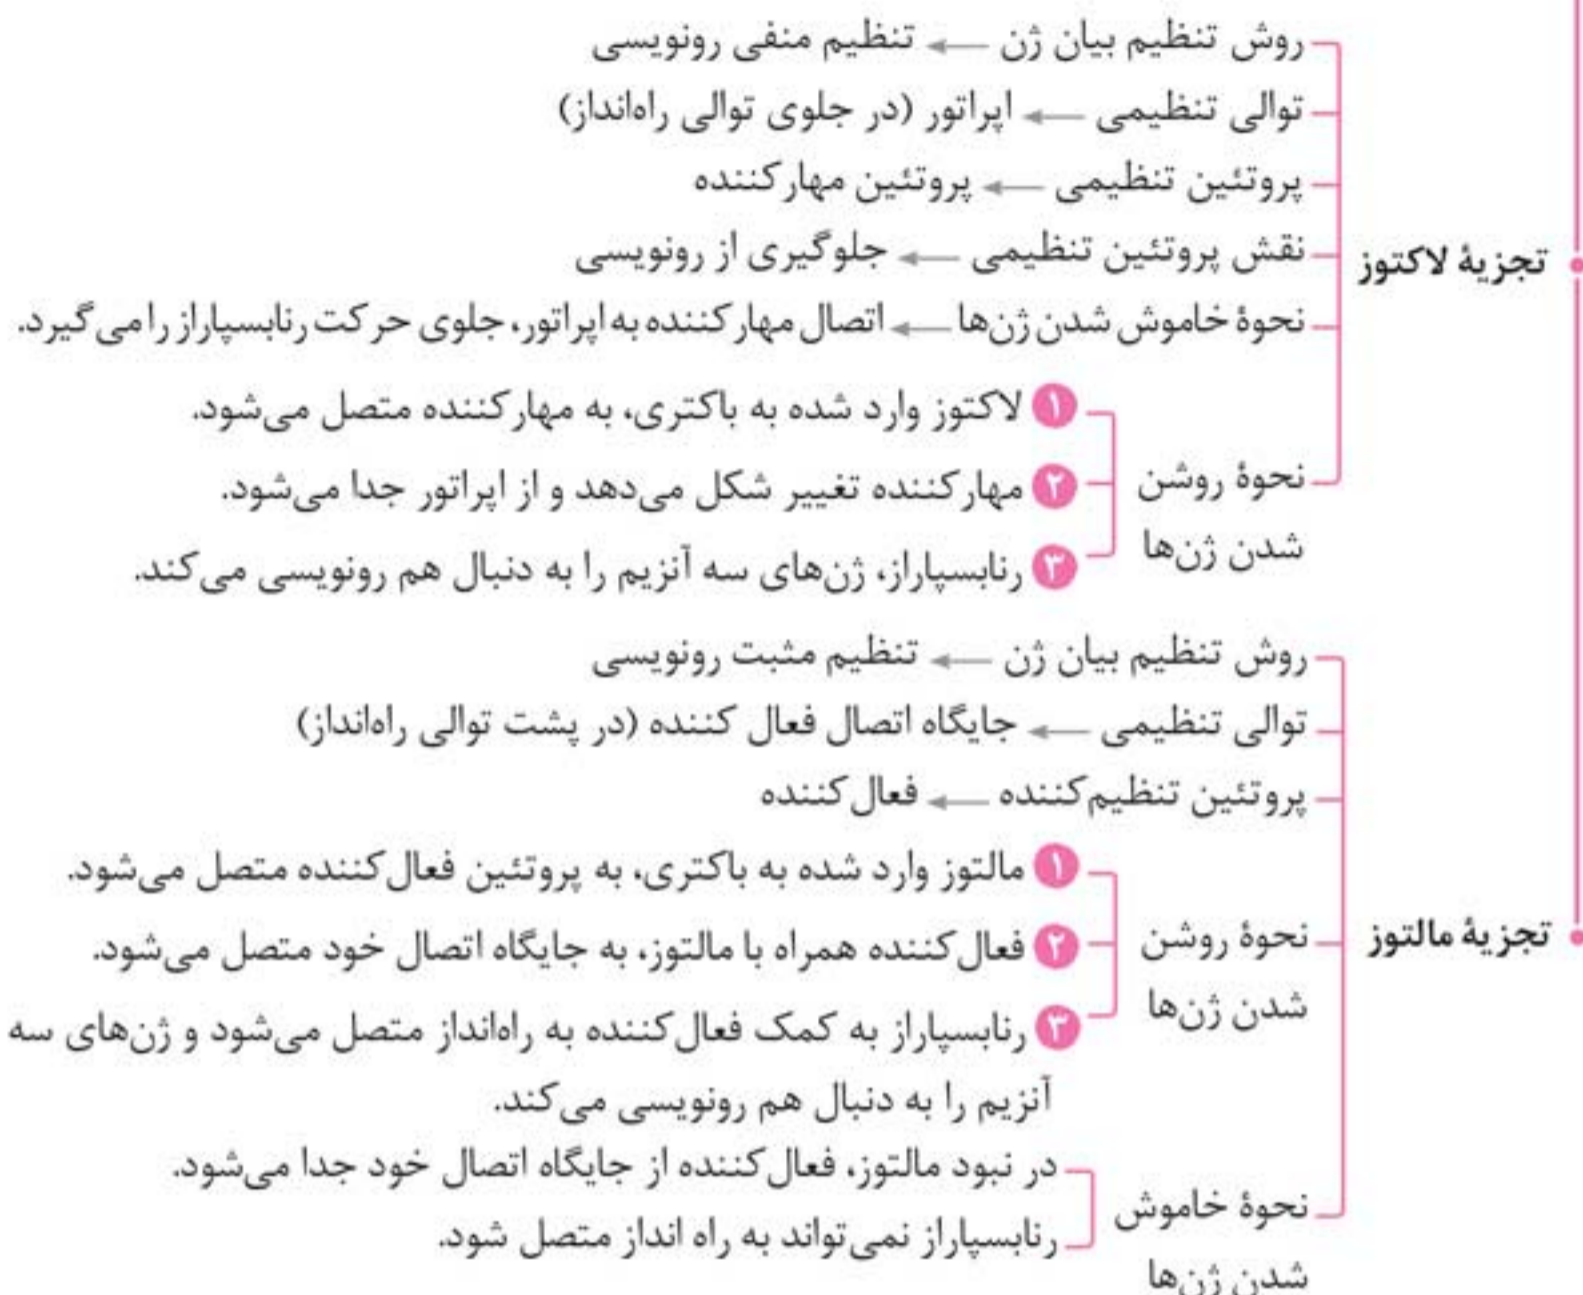 روش تنظیم بیان ژن ← تنظیم منفی رونویسی
توالی تنظیمی ← اپراتور (در جلوی توالی راه‌انداز)
پروتئین تنظیمی ← پروتئین مهارکننده
تجزیهٔ لاکتوز
نقش پروتئین تنظیمی ← جلوگیری از رونویسی
نحوهٔ خاموش شدن ژن‌ها ← اتصال مهارکننده به اپراتور، جلوی حرکت رنابسپاراز را می‌گیرد.
نحوهٔ روشن
شدن ژن‌ها
۱ لاکتوز وارد شده به باکتری، به مهارکننده متصل می‌شود.
۲ مهارکننده تغییر شکل می‌دهد و از اپراتور جدا می‌شود.
۳ رنابسپاراز، ژن‌های سه آنزیم را به دنبال هم رونویسی می‌کند.
روش تنظیم بیان ژن ← تنظیم مثبت رونویسی
توالی تنظیمی ← جایگاه اتصال فعال کننده (در پشت توالی راه‌انداز)
پروتئین تنظیم‌کننده ← فعال‌کننده
تجزیهٔ مالتوز
نحوهٔ روشن
شدن ژن‌ها
۱ مالتوز وارد شده به باکتری، به پروتئین فعال‌کننده متصل می‌شود.
۲ فعال‌کننده همراه با مالتوز، به جایگاه اتصال خود متصل می‌شود.
۳ رنابسپاراز به کمک فعال‌کننده به راه‌انداز متصل می‌شود و ژن‌های سه
آنزیم را به دنبال هم رونویسی می‌کند.
نحوهٔ خاموش
شدن ژن‌ها
در نبود مالتوز، فعال‌کننده از جایگاه اتصال خود جدا می‌شود.
رنابسپاراز نمی‌تواند به راه انداز متصل شود.